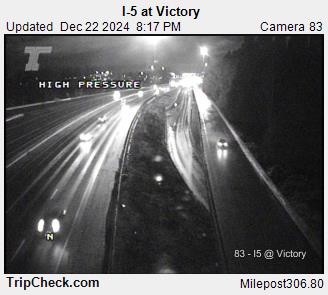 I-5 at Victory
Updated Dec 22 2024 8:17 PM Camera 83
T
HIGH PRESSURE
N
83 - I5 @ Victory
TripCheck.com Milepost306.80